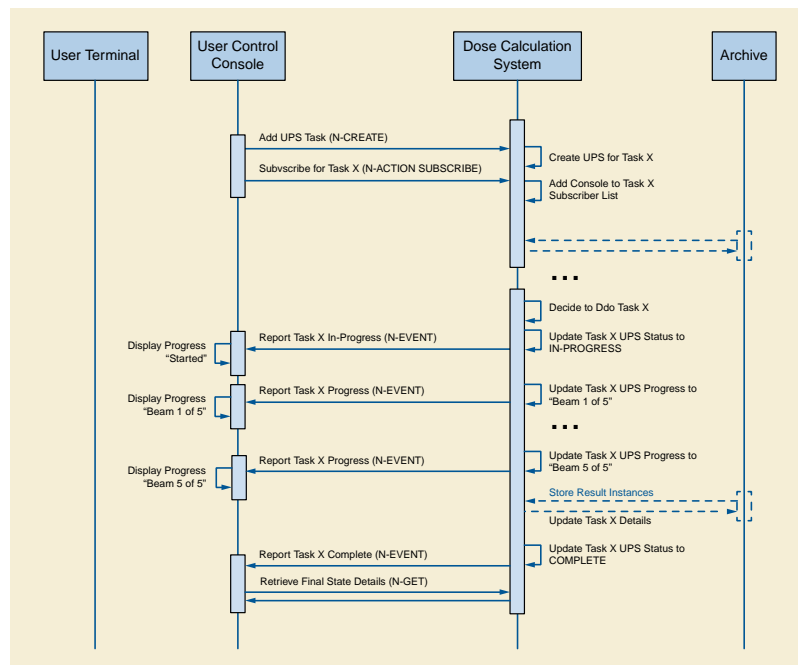 User Terminal
User Control
Console
Dose Calculation
System
Archive
Add UPS Task (N-CREATE)
Create UPS for Task X
Subvscribe for Task X (N-ACTION SUBSCRIBE)
Add Console to Task X
Subscriber List
...
Decide to Ddo Task X
Report Task X In-Progress (N-EVENT)
Update Task X UPS Status to
IN-PROGRESS
Display Progress
“Started”
Report Task X Progress (N-EVENT)
Update Task X UPS Progress to
“Beam 1 of 5”
Display Progress
“Beam 1 of 5”
...
Report Task X Progress (N-EVENT)
Update Task X UPS Progress to
“Beam 5 of 5”
Display Progress
“Beam 5 of 5”
Store Result Instances
Update Task X Details
Report Task X Complete (N-EVENT)
Update Task X UPS Status to
COMPLETE
Retrieve Final State Details (N-GET)